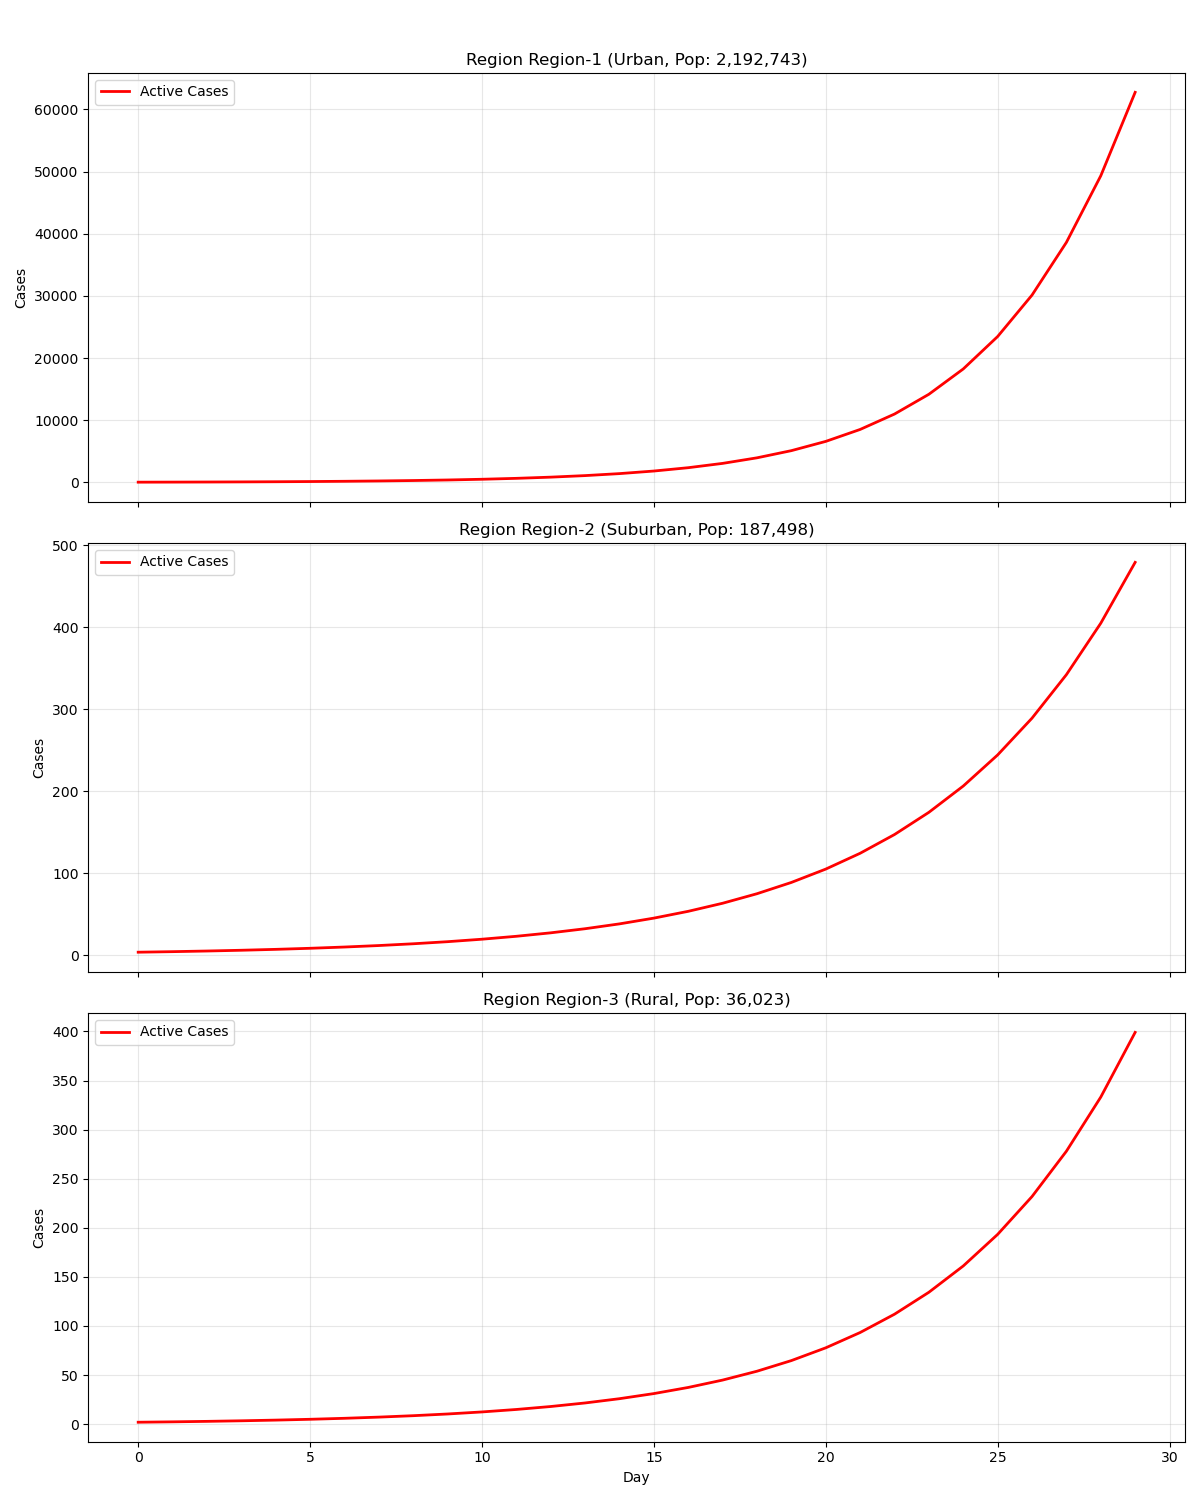 Region Region-1 (Urban, Pop: 2,192,743)
Active Cases
60000
50000
40000
30000
20000
10000
0
Cases
Region Region-2 (Suburban, Pop: 187,498)
Active Cases
500
400
300
200
100
0
Cases
Region Region-3 (Rural, Pop: 36,023)
Active Cases
400
350
300
250
200
150
100
50
0
Cases
0 5 10 15 20 25 30
Day